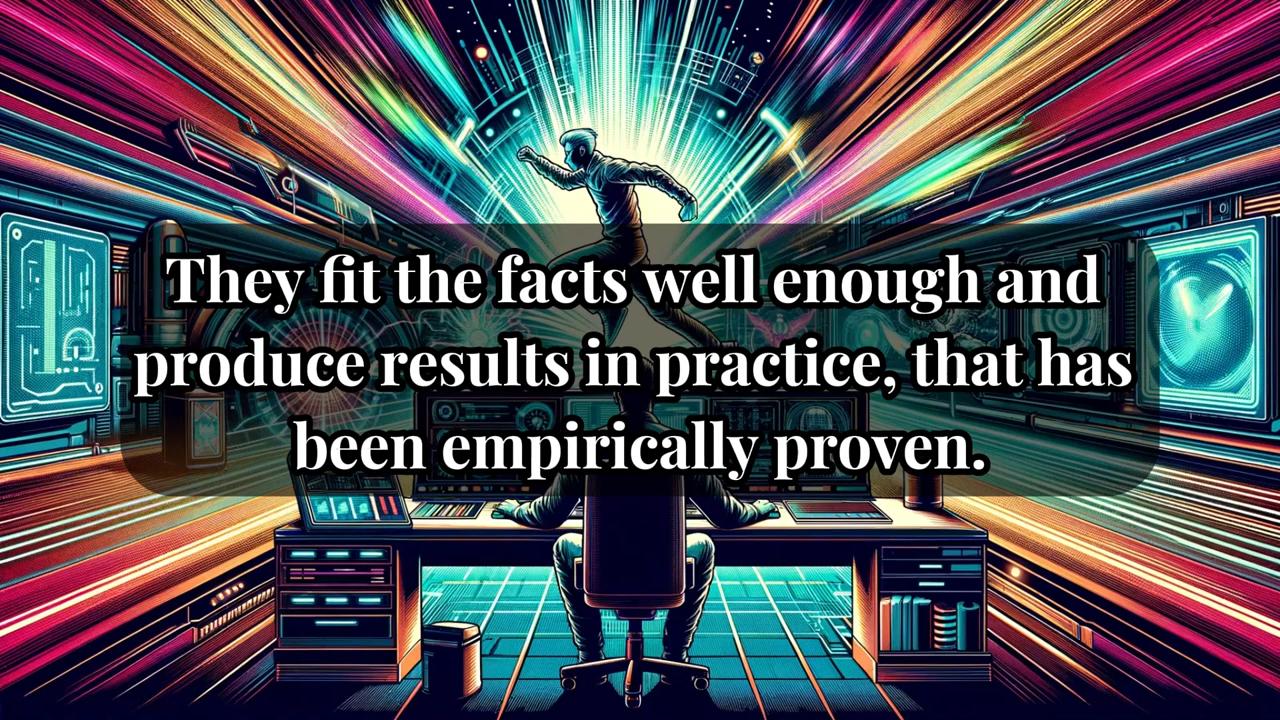 They fit the facts well enough and
produce results in practice, that has
been empirically proven.